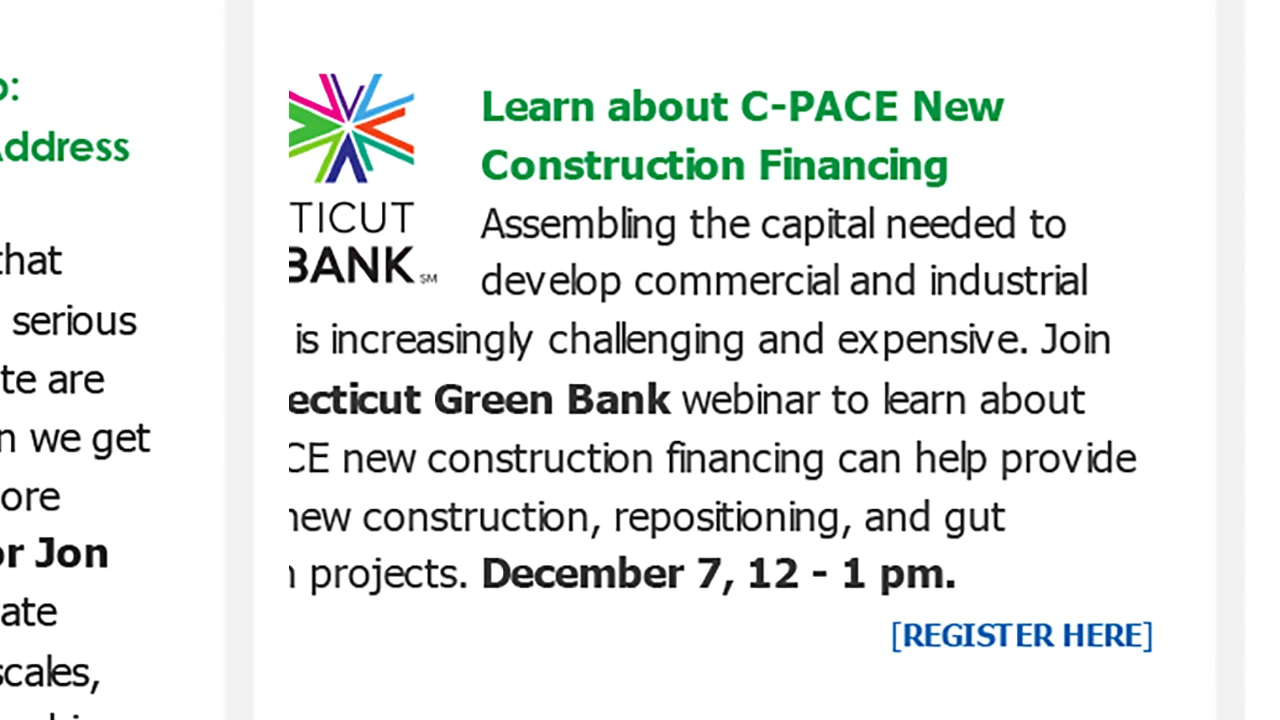 o:
Address
that
serious
te are
n we get
ore
or Jon
ate
scales,
TICUT
BANK SM
Learn about C-PACE New
Construction Financing
Assembling the capital needed to
develop commercial and industrial
is increasingly challenging and expensive. Join
ecticut Green Bank webinar to learn about
CE new construction financing can help provide
new construction, repositioning, and gut
n projects. December 7, 12 - 1 pm.
[REGISTER HERE]